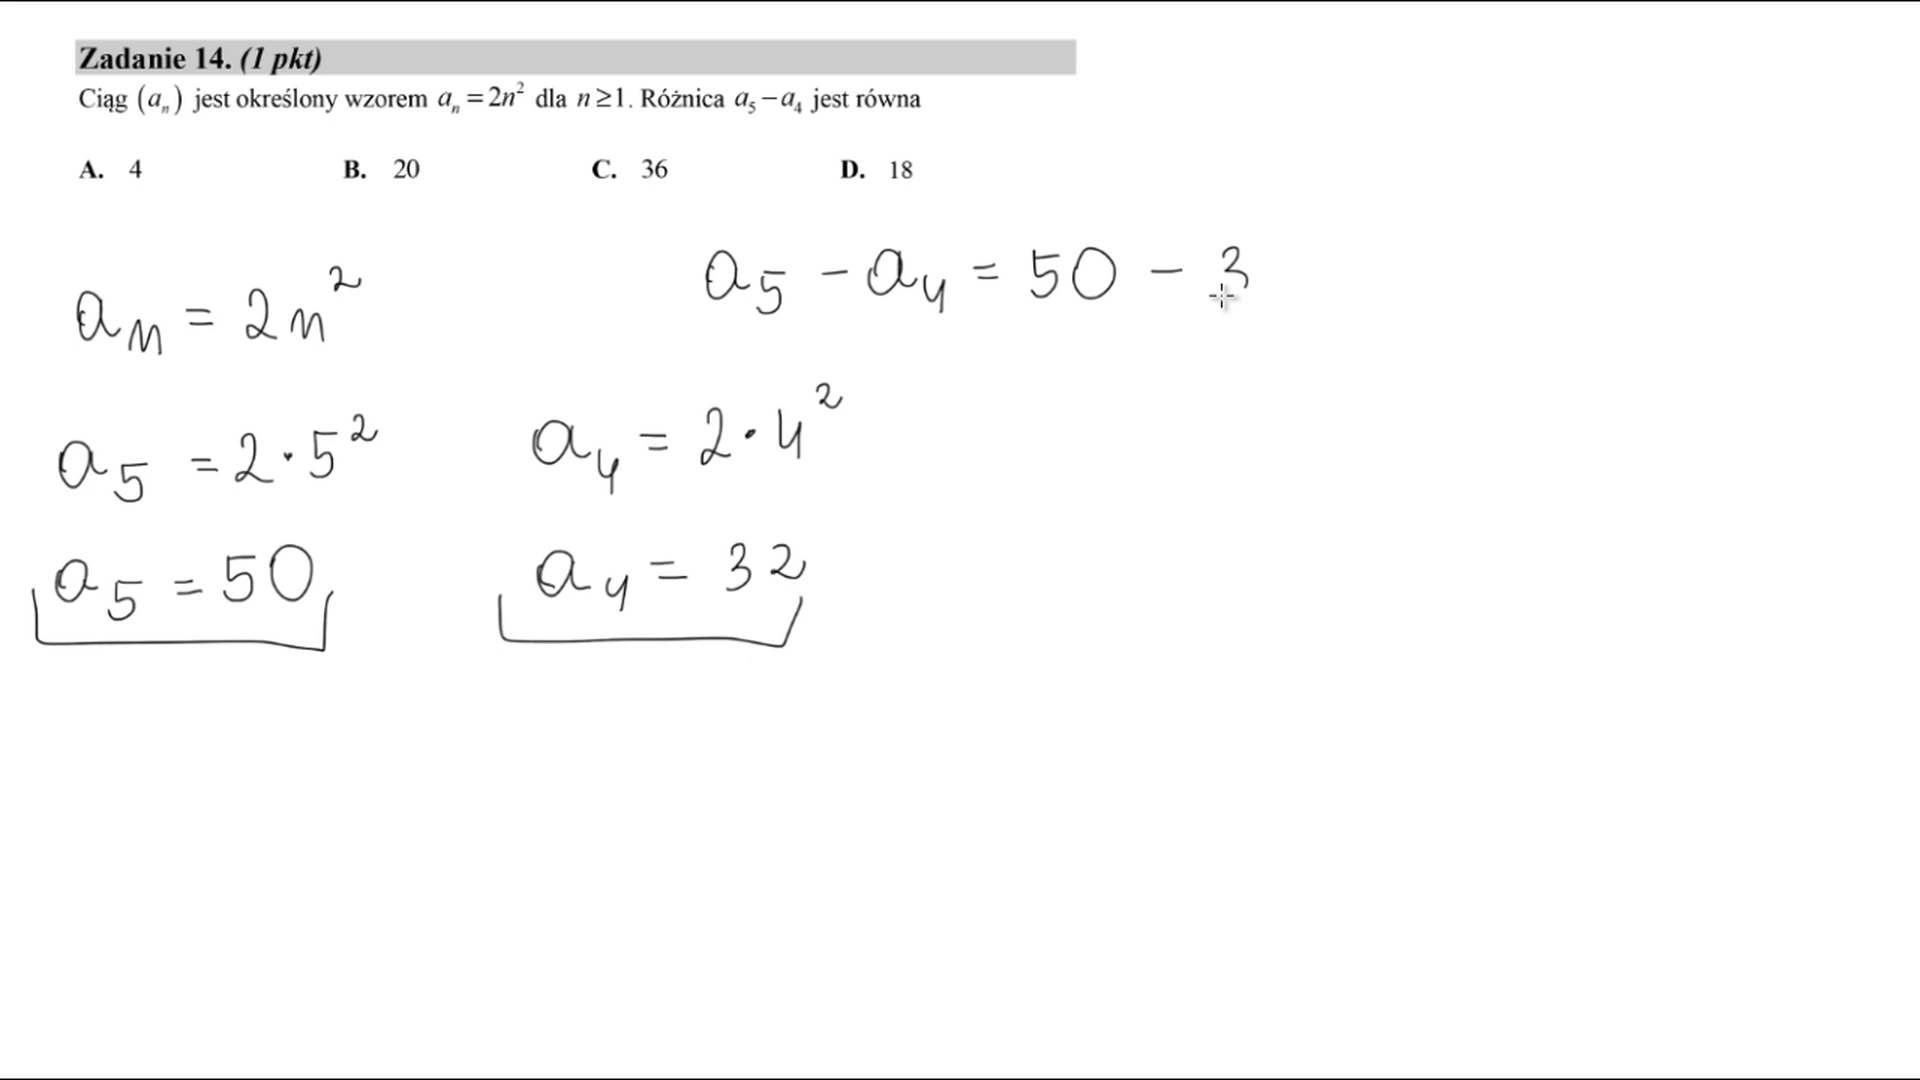 Zadanie 14. (1 pkt)
Ciąg (aₙ) jest określony wzorem aₙ = 2n² dla n ≥ 1. Różnica a₅ − a₄ jest równa
A. 4 B. 20 C. 36 D. 18
a₅ - a₄ = 50 - 3
aₙ = 2n²
a₅ = 2·5² a₄ = 2·4²
a₅ = 50 a₄ = 32